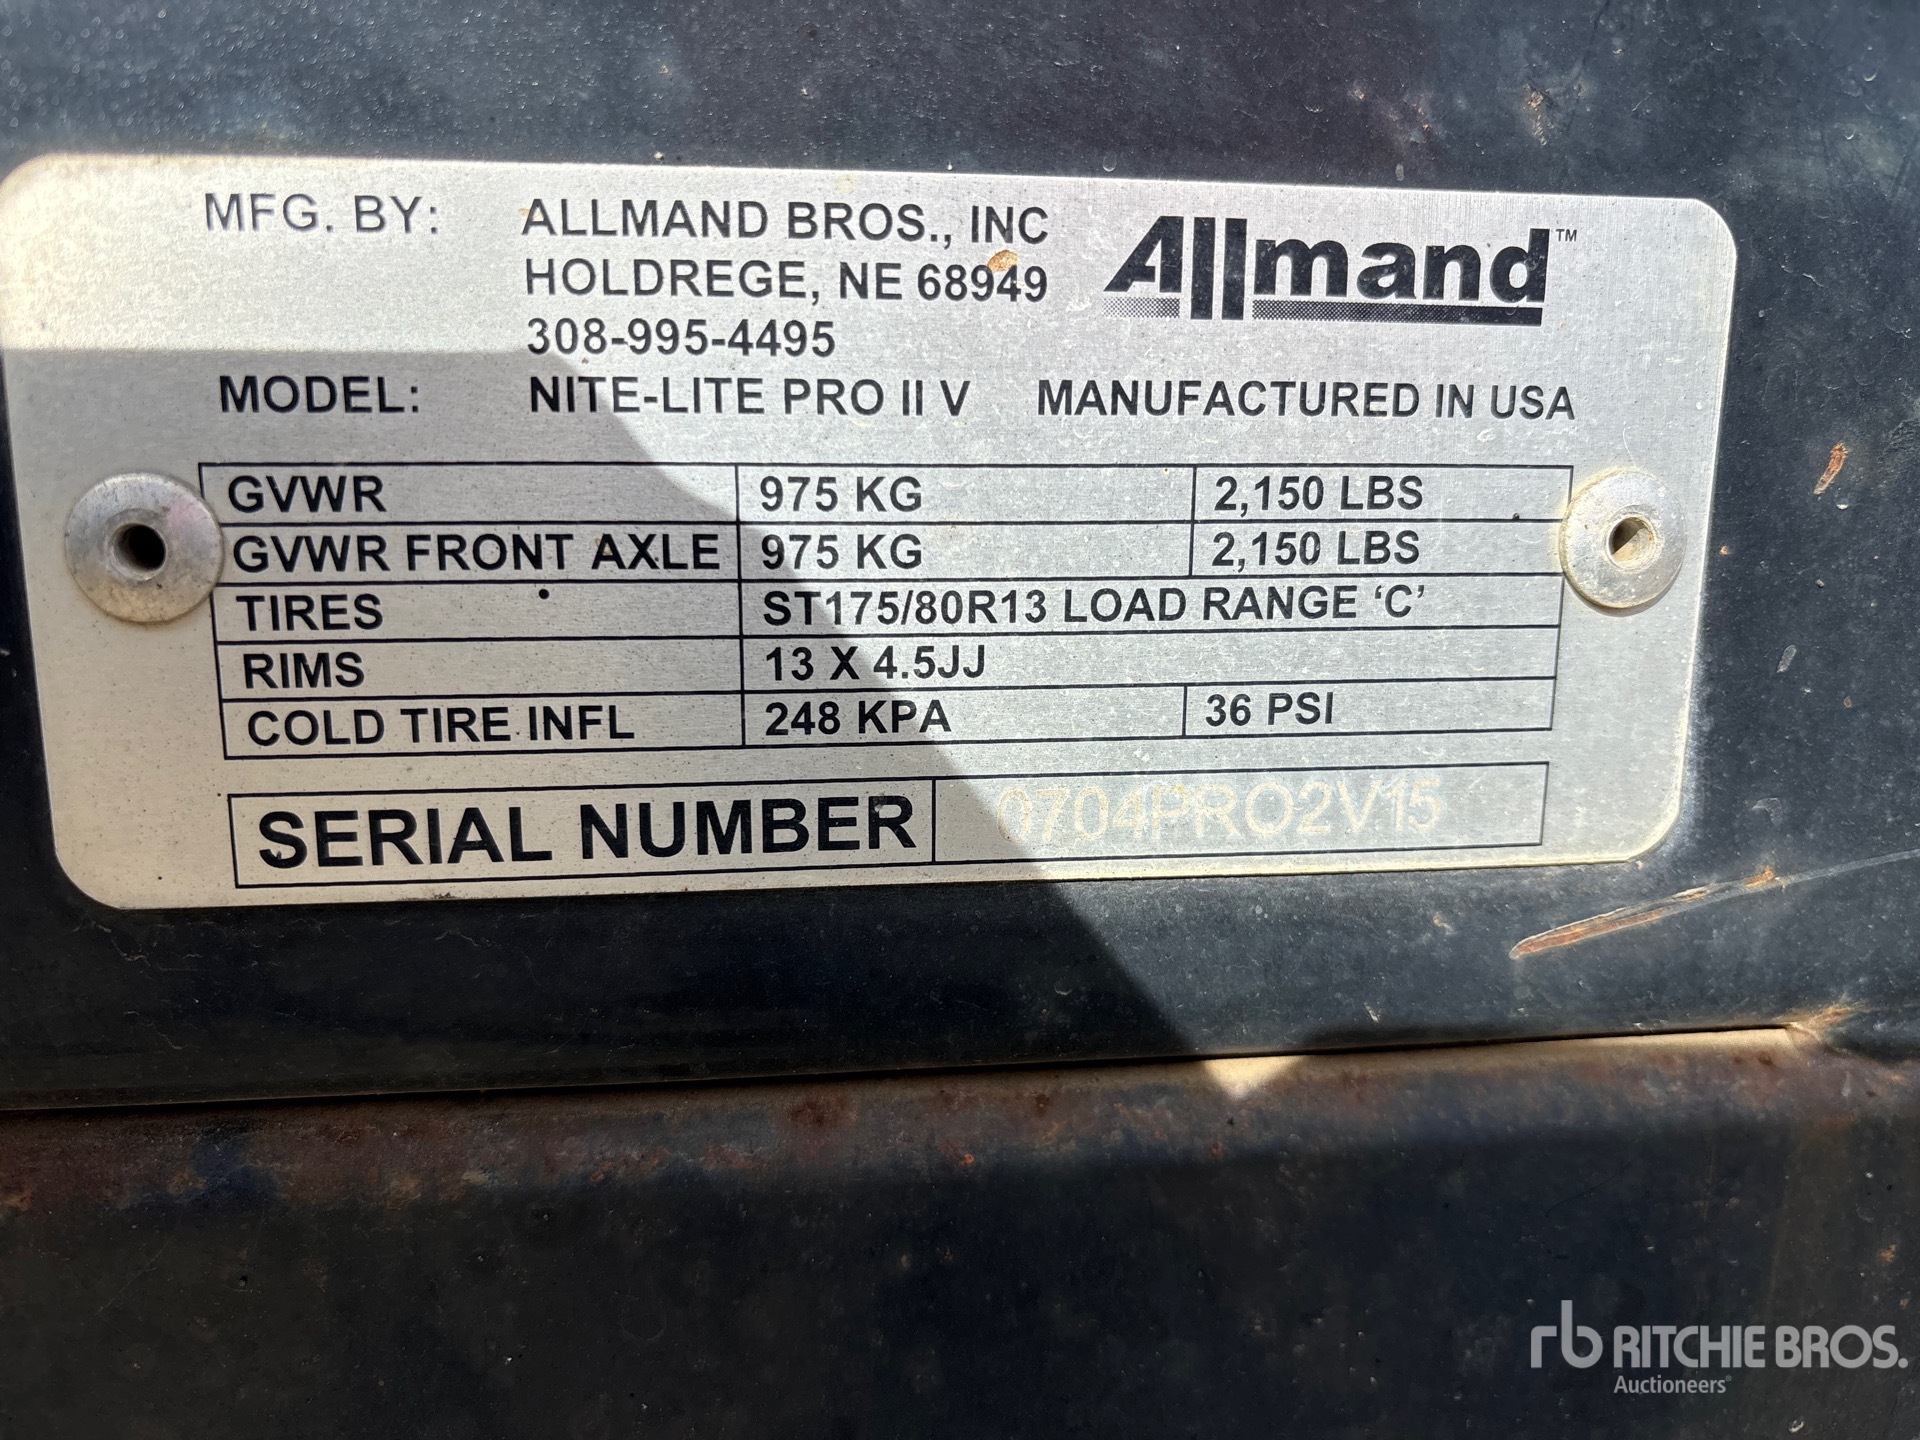 MFG. BY: ALLMAND BROS., INC
HOLDREGE, NE 68949
308-995-4495
Allmand™
MODEL: NITE-LITE PRO II V MANUFACTURED IN USA
GVWR 975 KG 2,150 LBS
GVWR FRONT AXLE 975 KG 2,150 LBS
TIRES ST175/80R13 LOAD RANGE ‘C’
RIMS 13 X 4.5JJ
COLD TIRE INFL 248 KPA 36 PSI
SERIAL NUMBER 0704PRO2V15
rb RITCHIE BROS.
Auctioneers®